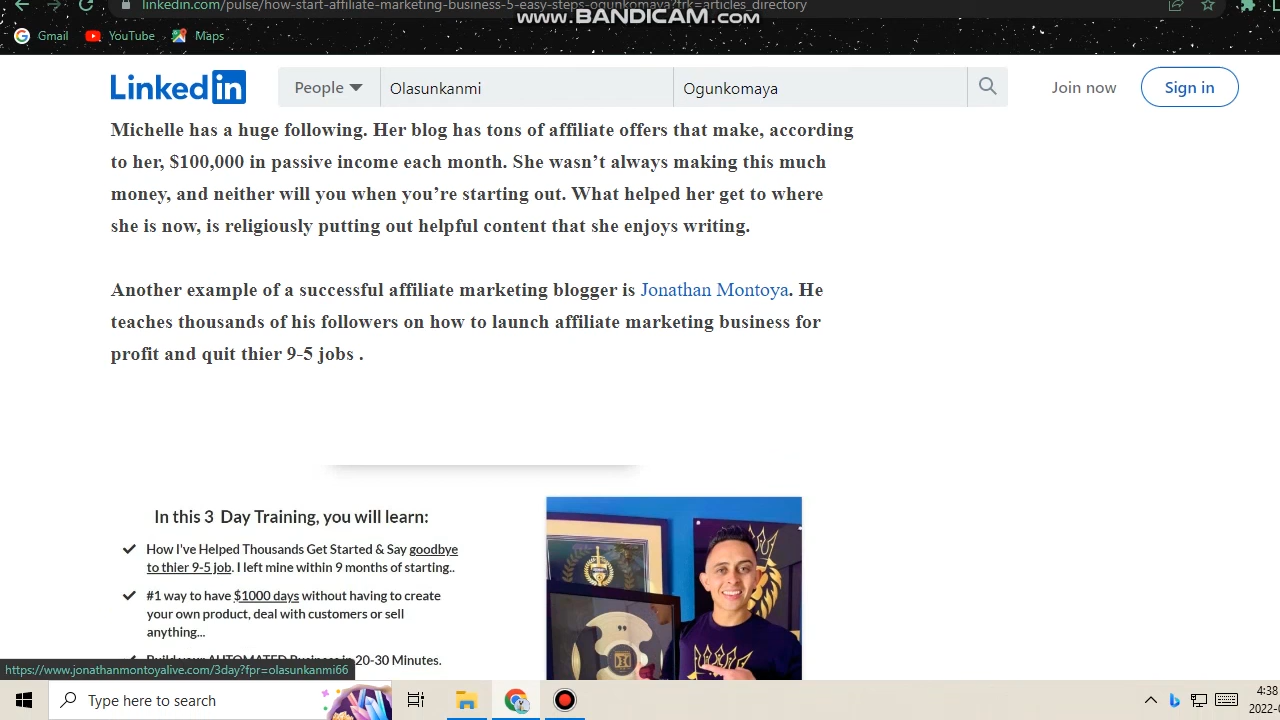 linkedin.com/pulse/how-start-affiliate-marketing-business-5-easy-steps-ogunkomaya?trk=articles_directory
www.BANDICAM.com
Gmail YouTube Maps
Linkedin People Olasunkanmi Ogunkomaya Join now Sign in
Michelle has a huge following. Her blog has tons of affiliate offers that make, according
to her, $100,000 in passive income each month. She wasn’t always making this much
money, and neither will you when you’re starting out. What helped her get to where
she is now, is religiously putting out helpful content that she enjoys writing.
Another example of a successful affiliate marketing blogger is Jonathan Montoya. He
teaches thousands of his followers on how to launch affiliate marketing business for
profit and quit thier 9-5 jobs .
In this 3 Day Training, you will learn:
How I've Helped Thousands Get Started & Say goodbye
to thier 9-5 job. I left mine within 9 months of starting..
#1 way to have $1000 days without having to create
your own product, deal with customers or sell
anything...
Build your AUTOMATED Business in 20-30 Minutes.
https://www.jonathanmontoyalive.com/3day?fpr=olasunkanmi66
Type here to search
4:38
2022-